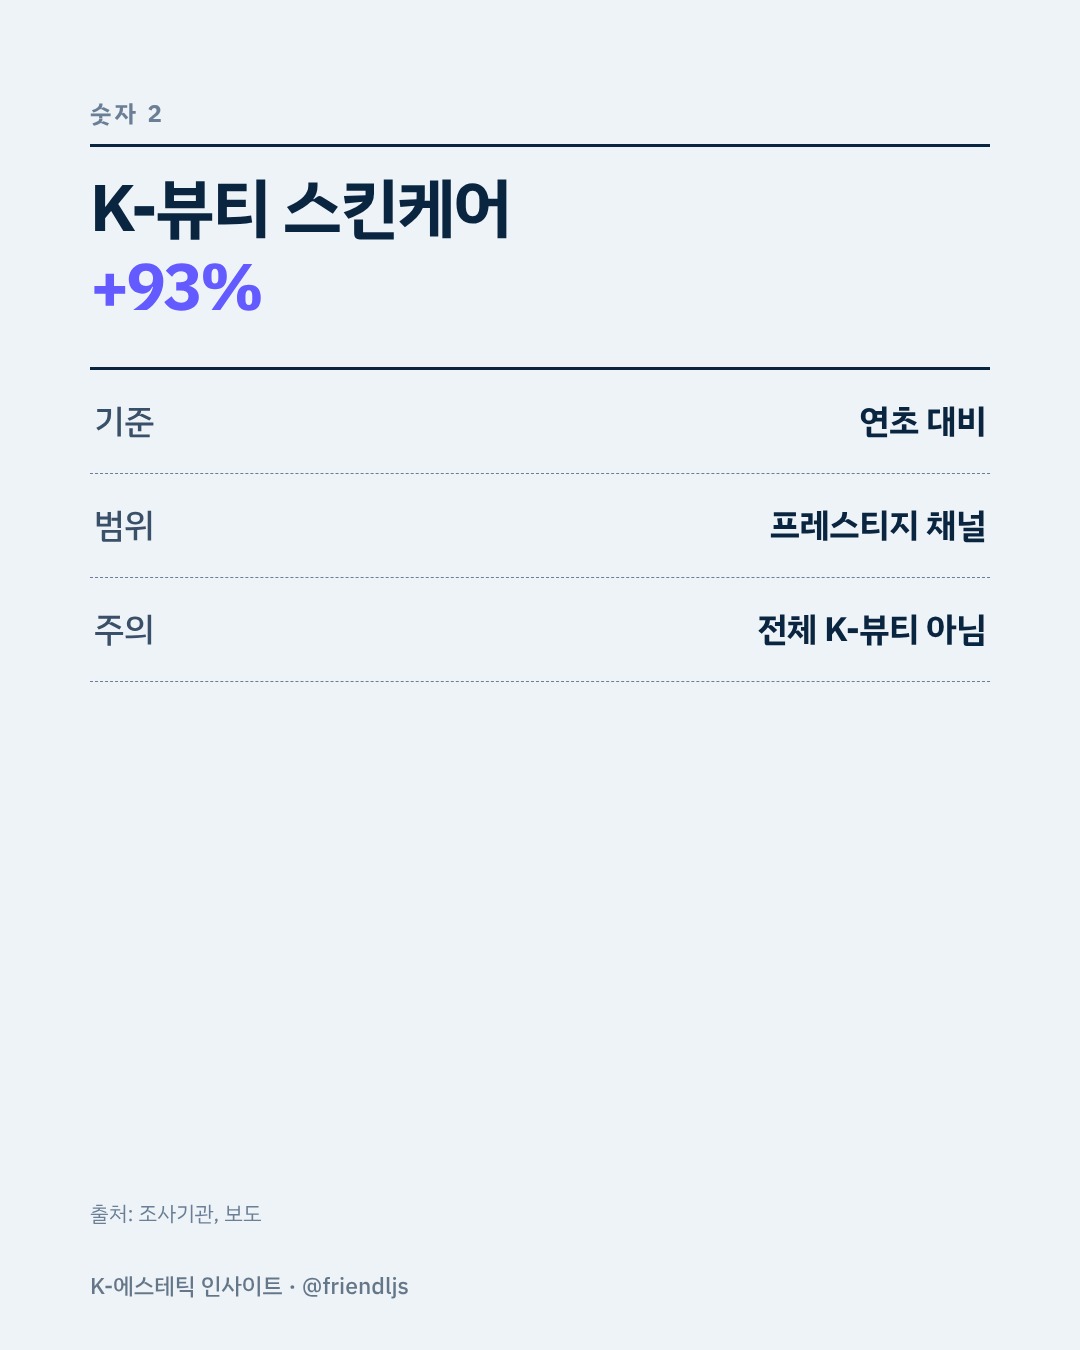 숫자 2
K-뷰티 스킨케어
+93%
기준 연초 대비
범위 프레스티지 채널
주의 전체 K-뷰티 아님
출처: 조사기관, 보도
K-에스테틱 인사이트 · @friendljs